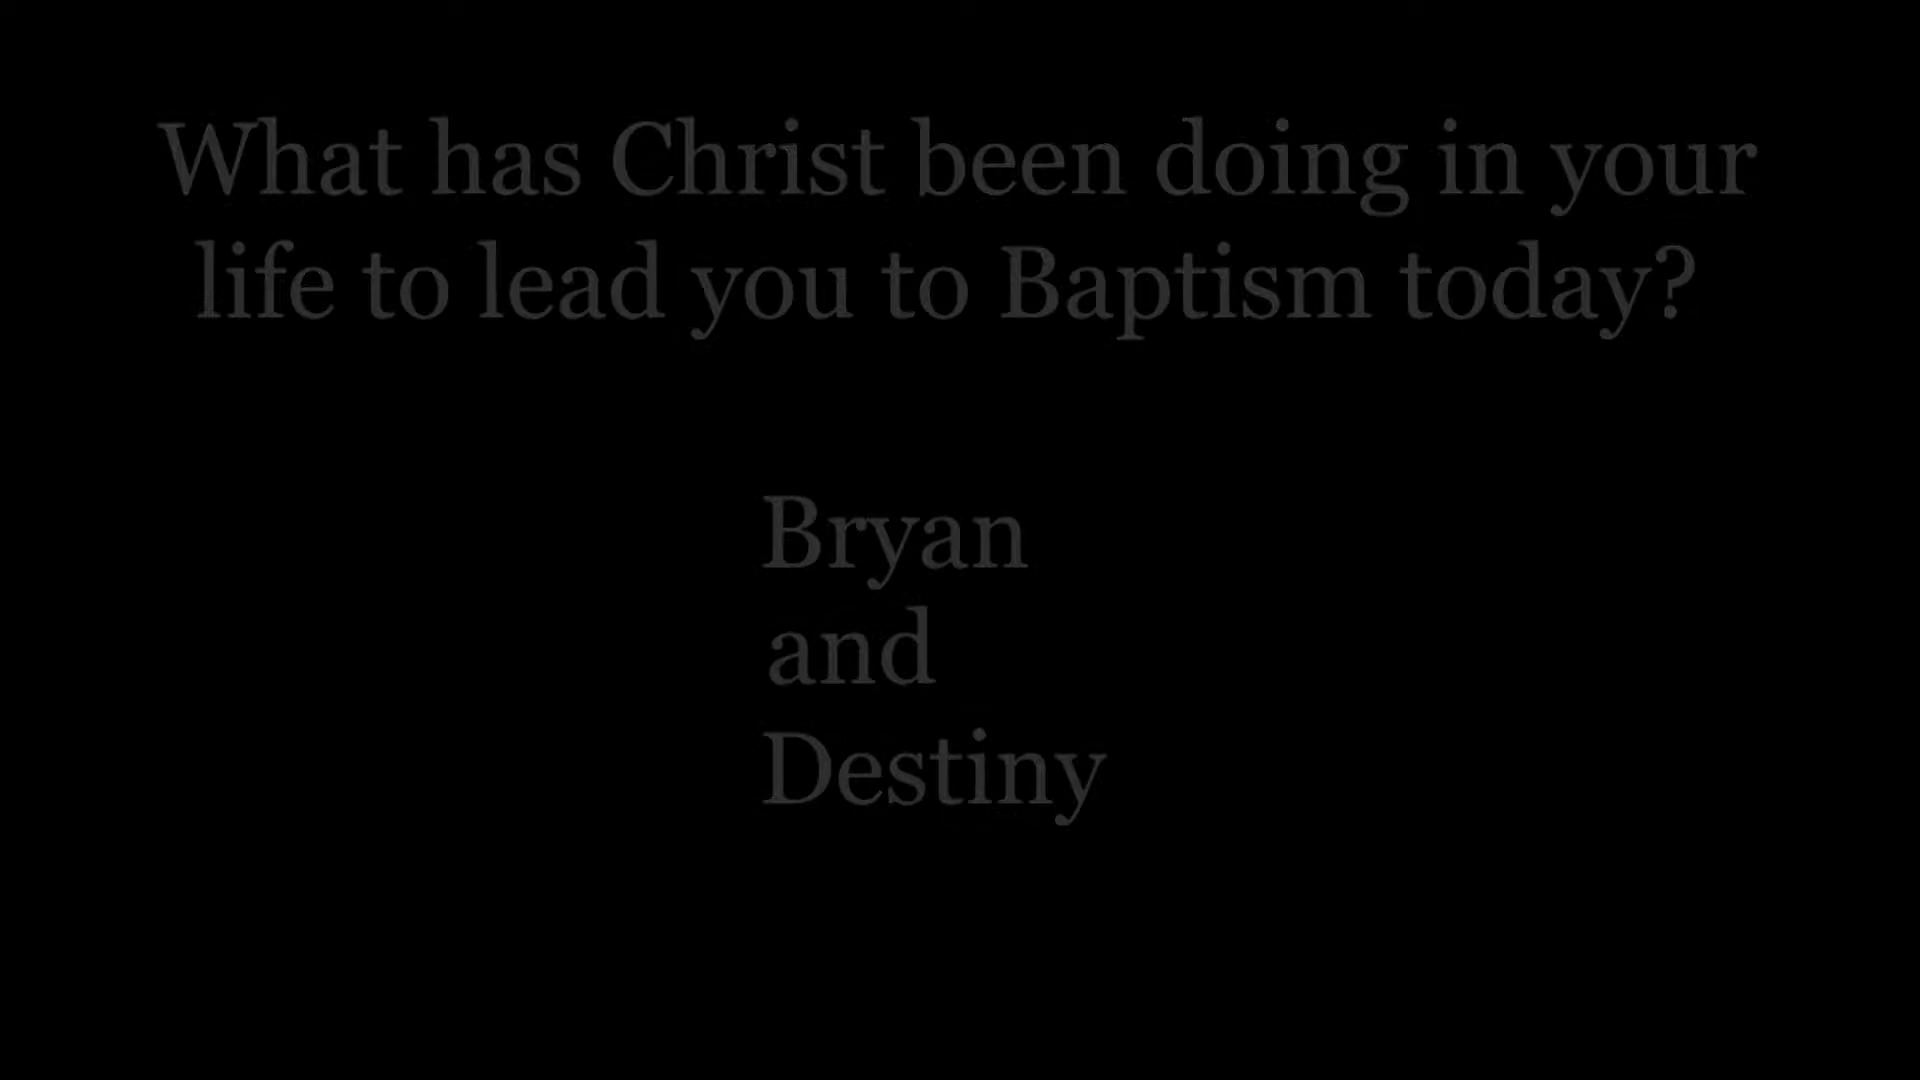 What has Christ been doing in your
life to lead you to Baptism today?
Bryan
and
Destiny